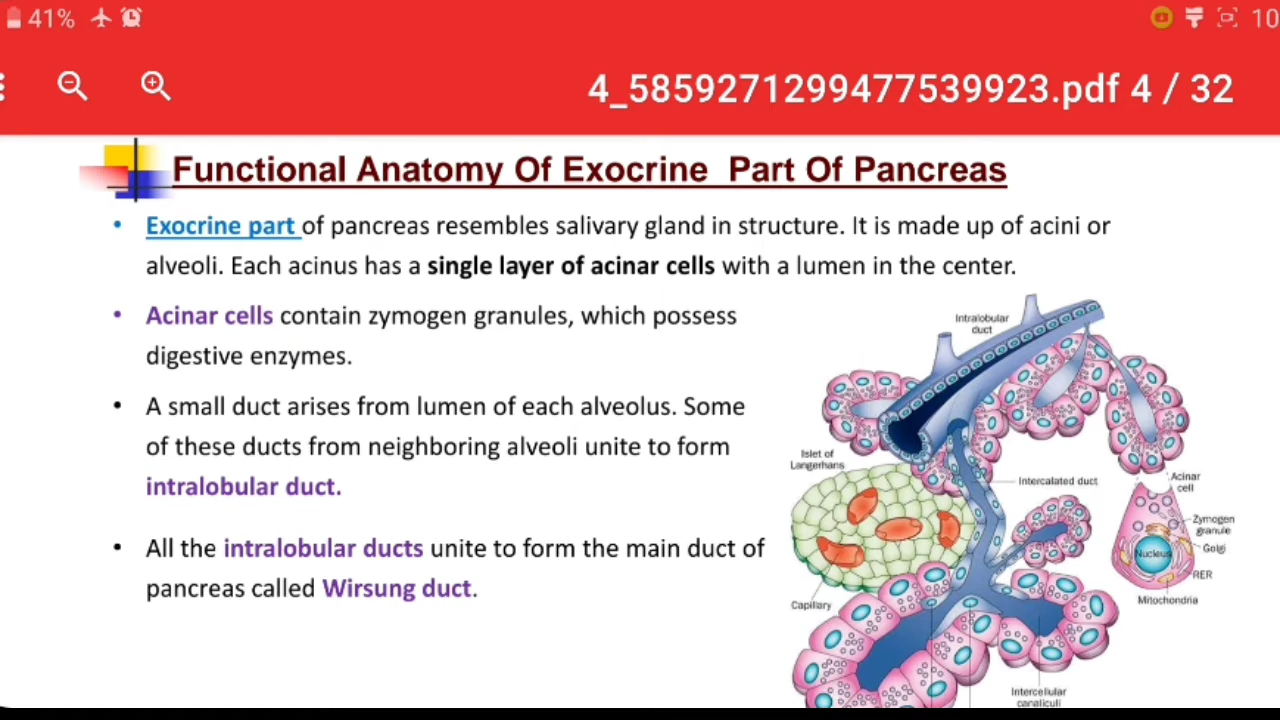 41%
10
4_5859271299477539923.pdf 4 / 32
Functional Anatomy Of Exocrine Part Of Pancreas
• Exocrine part of pancreas resembles salivary gland in structure. It is made up of acini or
alveoli. Each acinus has a single layer of acinar cells with a lumen in the center.
• Acinar cells contain zymogen granules, which possess
digestive enzymes.
• A small duct arises from lumen of each alveolus. Some
of these ducts from neighboring alveoli unite to form
intralobular duct.
• All the intralobular ducts unite to form the main duct of
pancreas called Wirsung duct.
Intralobular
duct
Islet of
Langerhans
Intercalated duct
Acinar
cell
Zymogen
granule
Golgi
Nucleus
RER
Mitochondria
Capillary
Intercellular
canaliculi